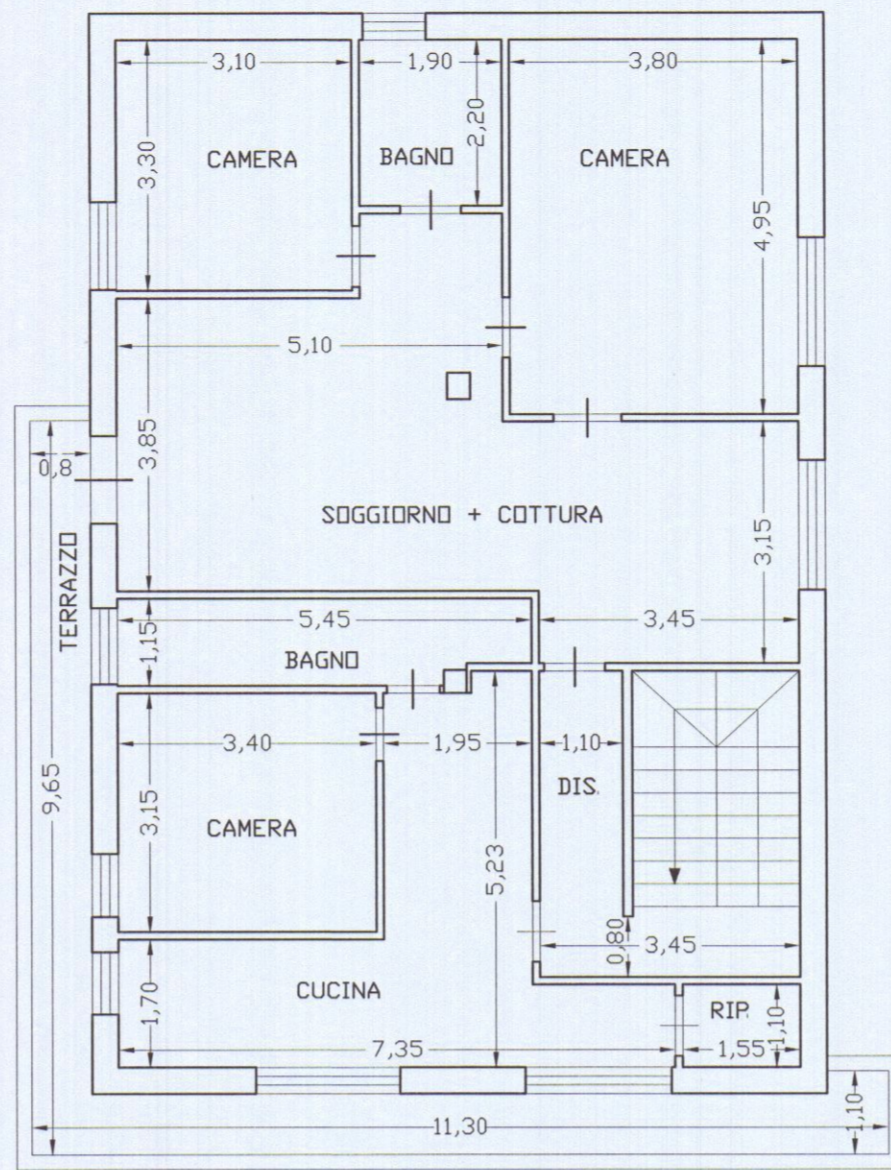 3,10
1,90
3,80
3,30
2,20
CAMERA
BAGNO
CAMERA
4,95
5,10
3,85
0,8
SOGGIORNO + COTTURA
3,15
TERRAZZO
5,45
3,45
1,15
BAGNO
3,40
1,95
1,10
DIS.
9,65
3,15
CAMERA
5,23
0,80
3,45
1,70
CUCINA
RIP.
1,10
7,35
1,55
11,30
1,10